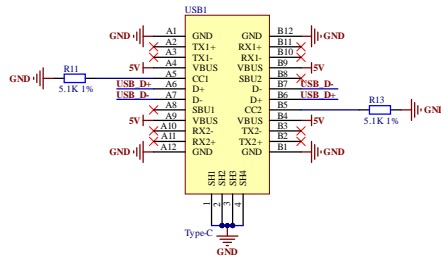 USB1
GND A1 GND GND B12 GND
A2 TX1+ RX1+ B11
A3 TX1- RX1- B10
5V A4 VBUS VBUS B9 5V
GND R11 5.1K 1% A5 CC1 SBU2 B8
USB_D+ A6 D+ D- B7 USB_D-
USB_D- A7 D- D+ B6 USB_D+
A8 SBU1 CC2 B5 R13 5.1K 1% GND
5V A9 VBUS VBUS B4 5V
A10 RX2- TX2- B3
A11 RX2+ TX2+ B2
GND A12 GND GND B1 GND
SH1 SH2 SH3 SH4
1 2 3 4
Type-C
GND